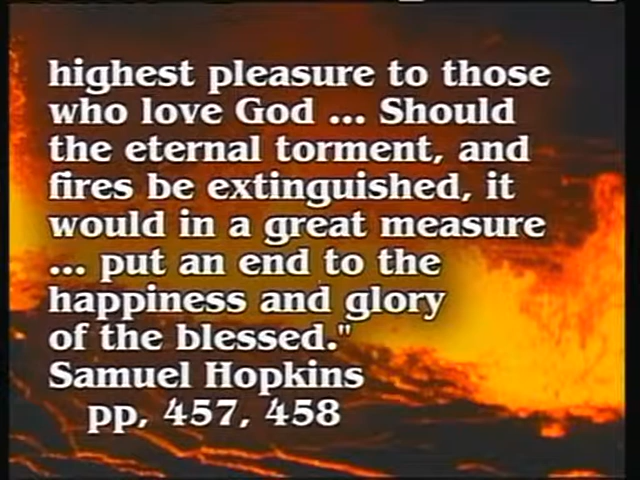 highest pleasure to those
who love God ... Should
the eternal torment, and
fires be extinguished, it
would in a great measure
... put an end to the
happiness and glory
of the blessed."
Samuel Hopkins
pp, 457, 458